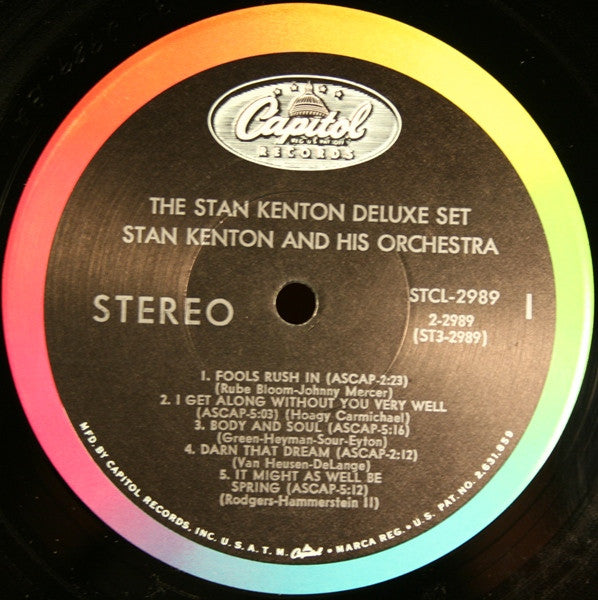 Capitol
REG. U.S. PAT. OFF.
RECORDS
THE STAN KENTON DELUXE SET
STAN KENTON AND HIS ORCHESTRA
STEREO
STCL-2989
2-2989
(ST3-2989)
1
1. FOOLS RUSH IN (ASCAP-2:23)
(Rube Bloom-Johnny Mercer)
2. I GET ALONG WITHOUT YOU VERY WELL
(ASCAP-5:03) (Hoagy Carmichael)
3. BODY AND SOUL (ASCAP-5:16)
(Green-Heyman-Sour-Eyton)
4. DARN THAT DREAM (ASCAP-2:12)
(Van Heusen-DeLange)
5. IT MIGHT AS WELL BE
SPRING (ASCAP-5:12)
(Rodgers-Hammerstein II)
MFD. BY CAPITOL RECORDS, INC. U.S.A. T.M. Capitol • MARCA REG. • U.S. PAT. NO. 2,631,859